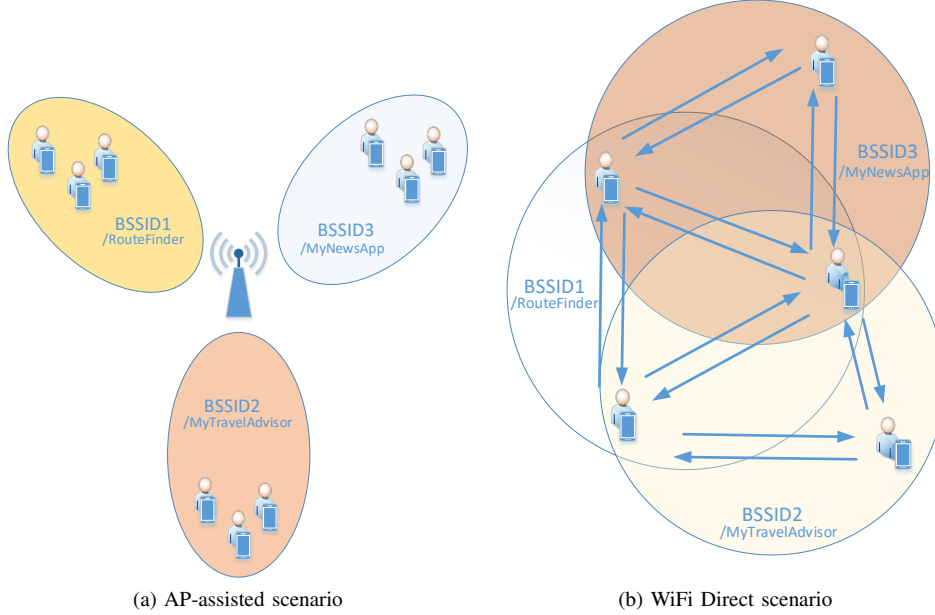 BSSID1
/RouteFinder
BSSID3
/MyNewsApp
BSSID2
/MyTravelAdvisor
(a) AP-assisted scenario
BSSID3
/MyNewsApp
BSSID1
/RouteFinder
BSSID2
/MyTravelAdvisor
(b) WiFi Direct scenario